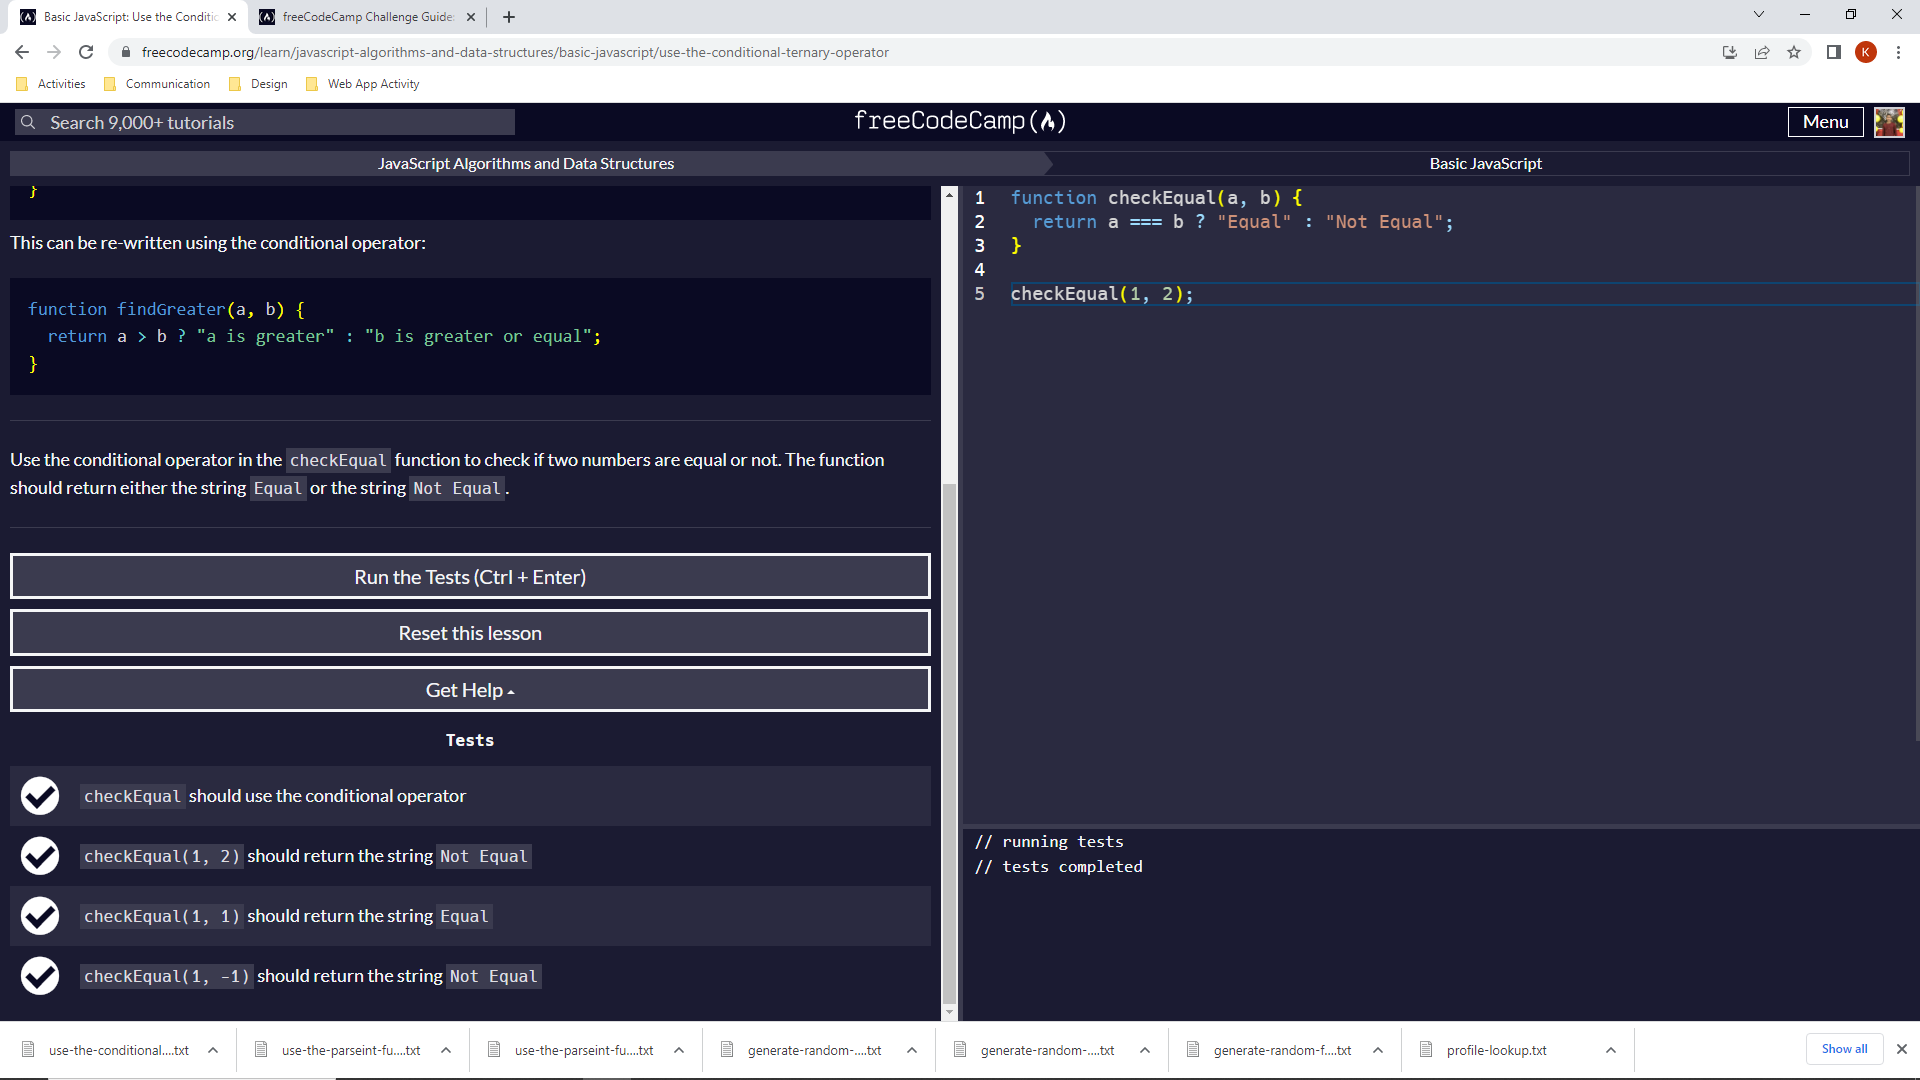 Basic JavaScript: Use the Conditic
freeCodeCamp Challenge Guide:
freecodecamp.org/learn/javascript-algorithms-and-data-structures/basic-javascript/use-the-conditional-ternary-operator
K
Activities
Communication
Design
Web App Activity
Search 9,000+ tutorials
freeCodeCamp
Menu
JavaScript Algorithms and Data Structures
Basic JavaScript
}
This can be re-written using the conditional operator:
function findGreater(a, b) {
return a > b ? "a is greater" : "b is greater or equal";
}
Use the conditional operator in the checkEqual function to check if two numbers are equal or not. The function
should return either the string Equal or the string Not Equal.
Run the Tests (Ctrl + Enter)
Reset this lesson
Get Help
Tests
checkEqual should use the conditional operator
checkEqual(1, 2) should return the string Not Equal
checkEqual(1, 1) should return the string Equal
checkEqual(1, -1) should return the string Not Equal
1 function checkEqual(a, b) {
2 return a === b ? "Equal" : "Not Equal";
3 }
4
5 checkEqual(1, 2);
// running tests
// tests completed
use-the-conditional....txt
use-the-parseint-fu....txt
use-the-parseint-fu....txt
generate-random-....txt
generate-random-....txt
generate-random-f....txt
profile-lookup.txt
Show all